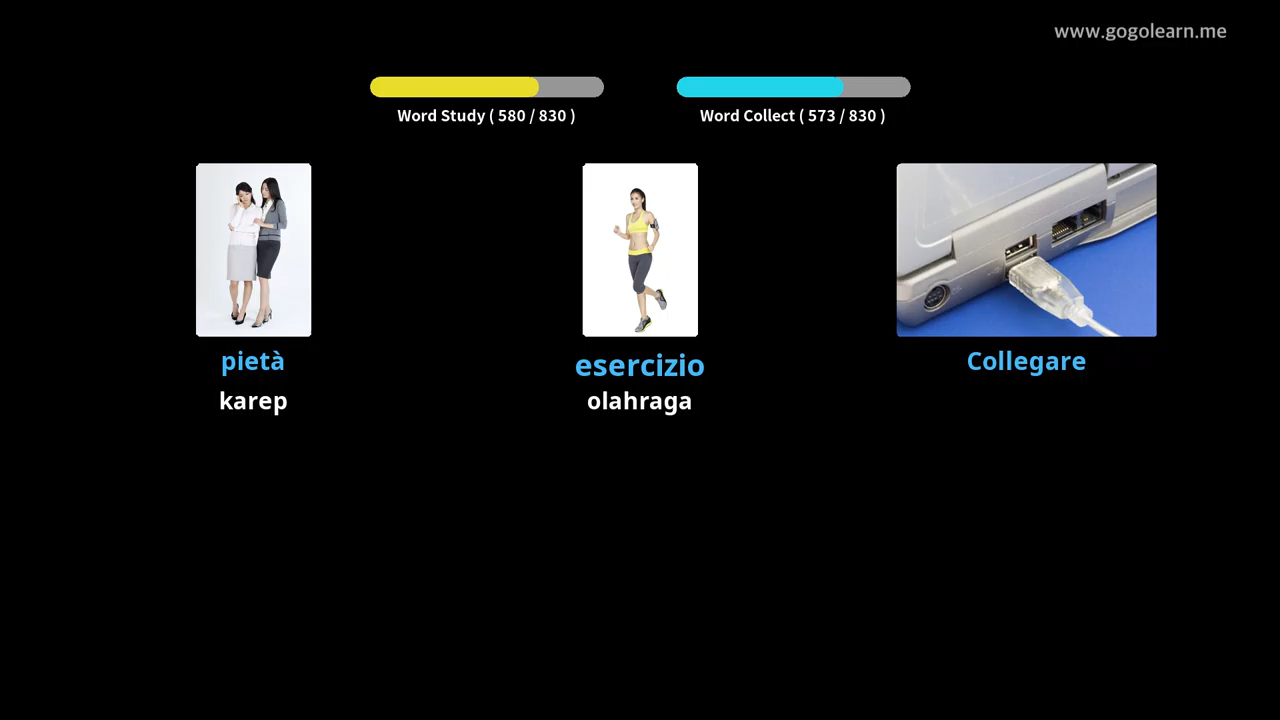 www.gogolearn.me
Word Study ( 580 / 830 )
Word Collect ( 573 / 830 )
pietà
karep
esercizio
olahraga
Collegare